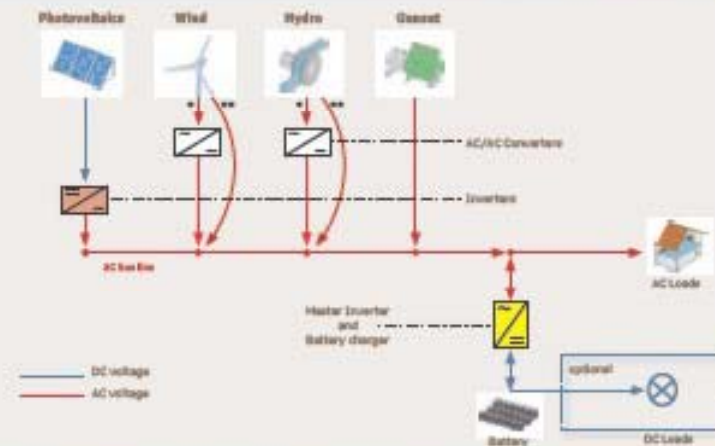 Photovoltaics
Wind
Hydro
Genset
* **
* **
AC/AC Converters
Inverters
AC bus line
AC Loads
Master Inverter
and
Battery charger
DC voltage
AC voltage
optional
Battery
DC Loads